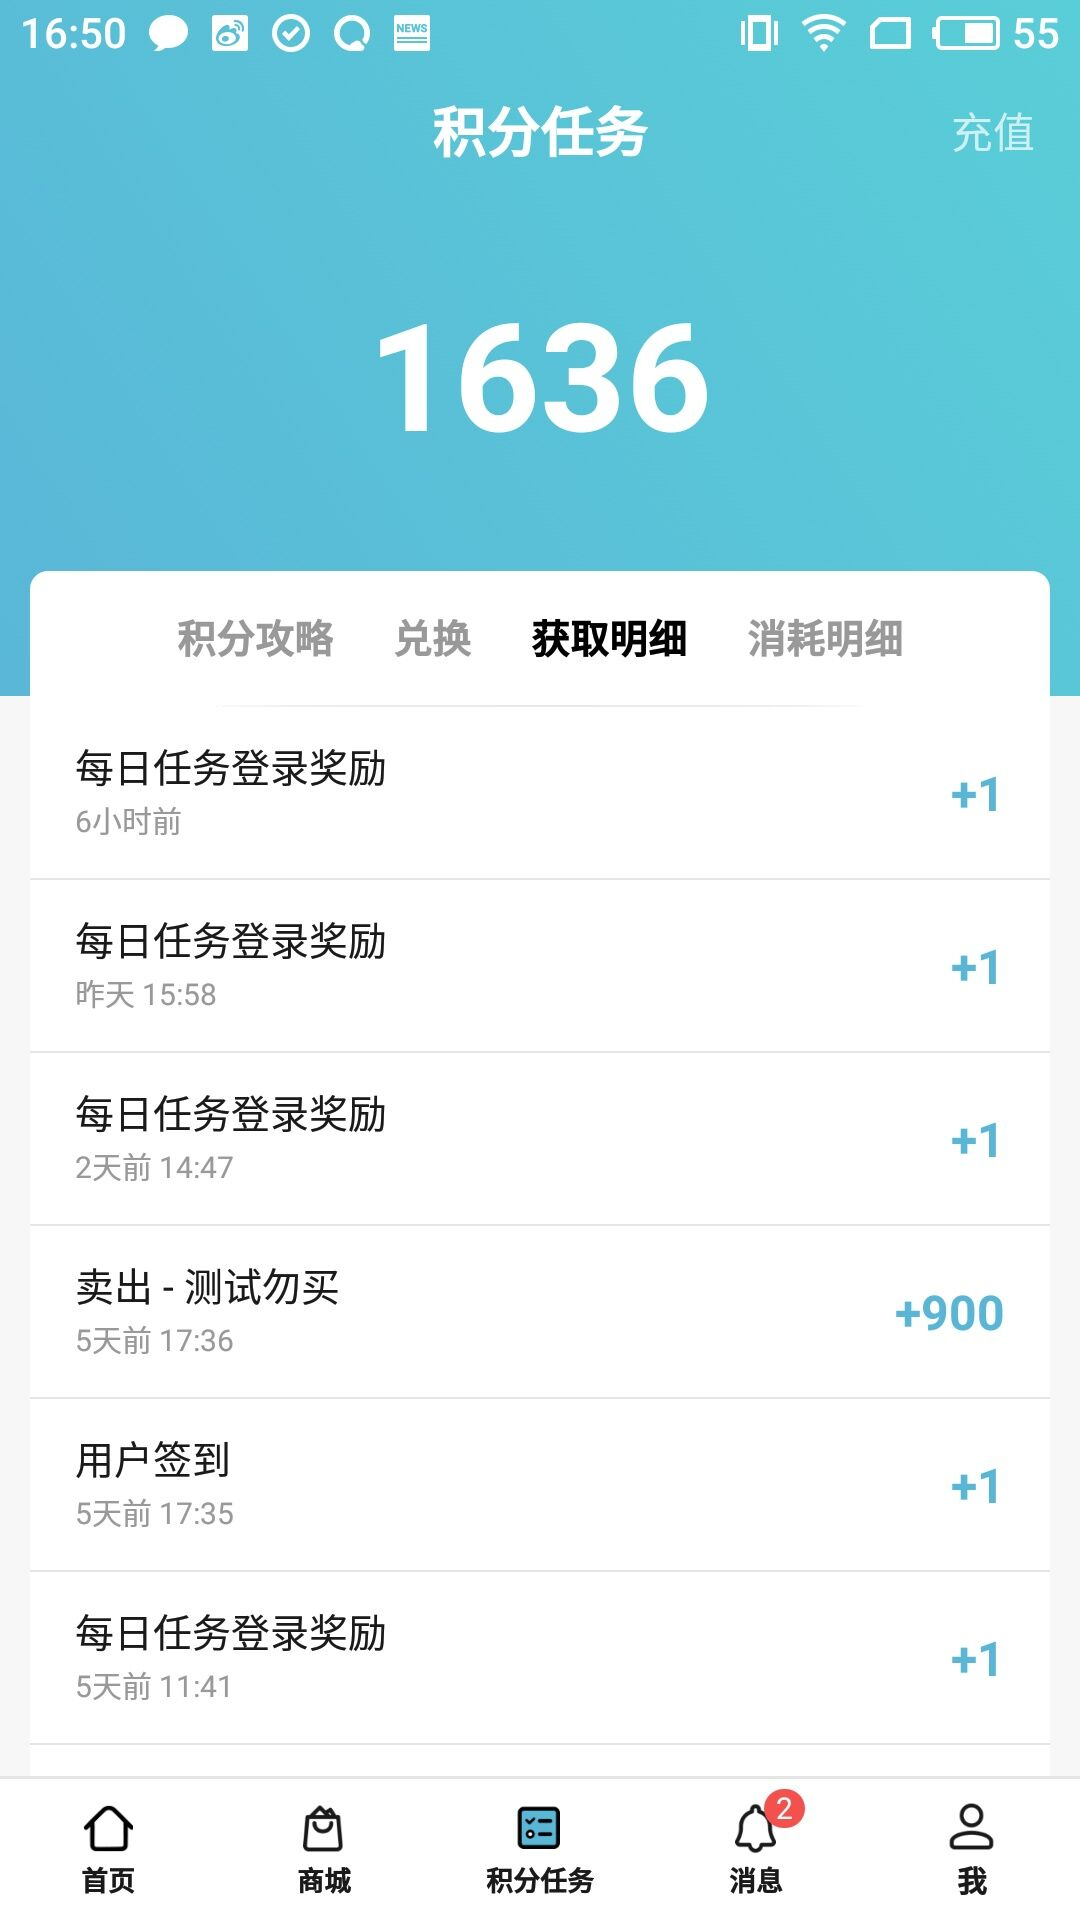 16:50 NEWS 55
积分任务 充值
1636
积分攻略 兑换 获取明细 消耗明细
每日任务登录奖励
+1
6小时前
每日任务登录奖励
+1
昨天 15:58
每日任务登录奖励
+1
2天前 14:47
卖出 - 测试勿买
+900
5天前 17:36
用户签到
+1
5天前 17:35
每日任务登录奖励
+1
5天前 11:41
2
首页 商城 积分任务 消息 我